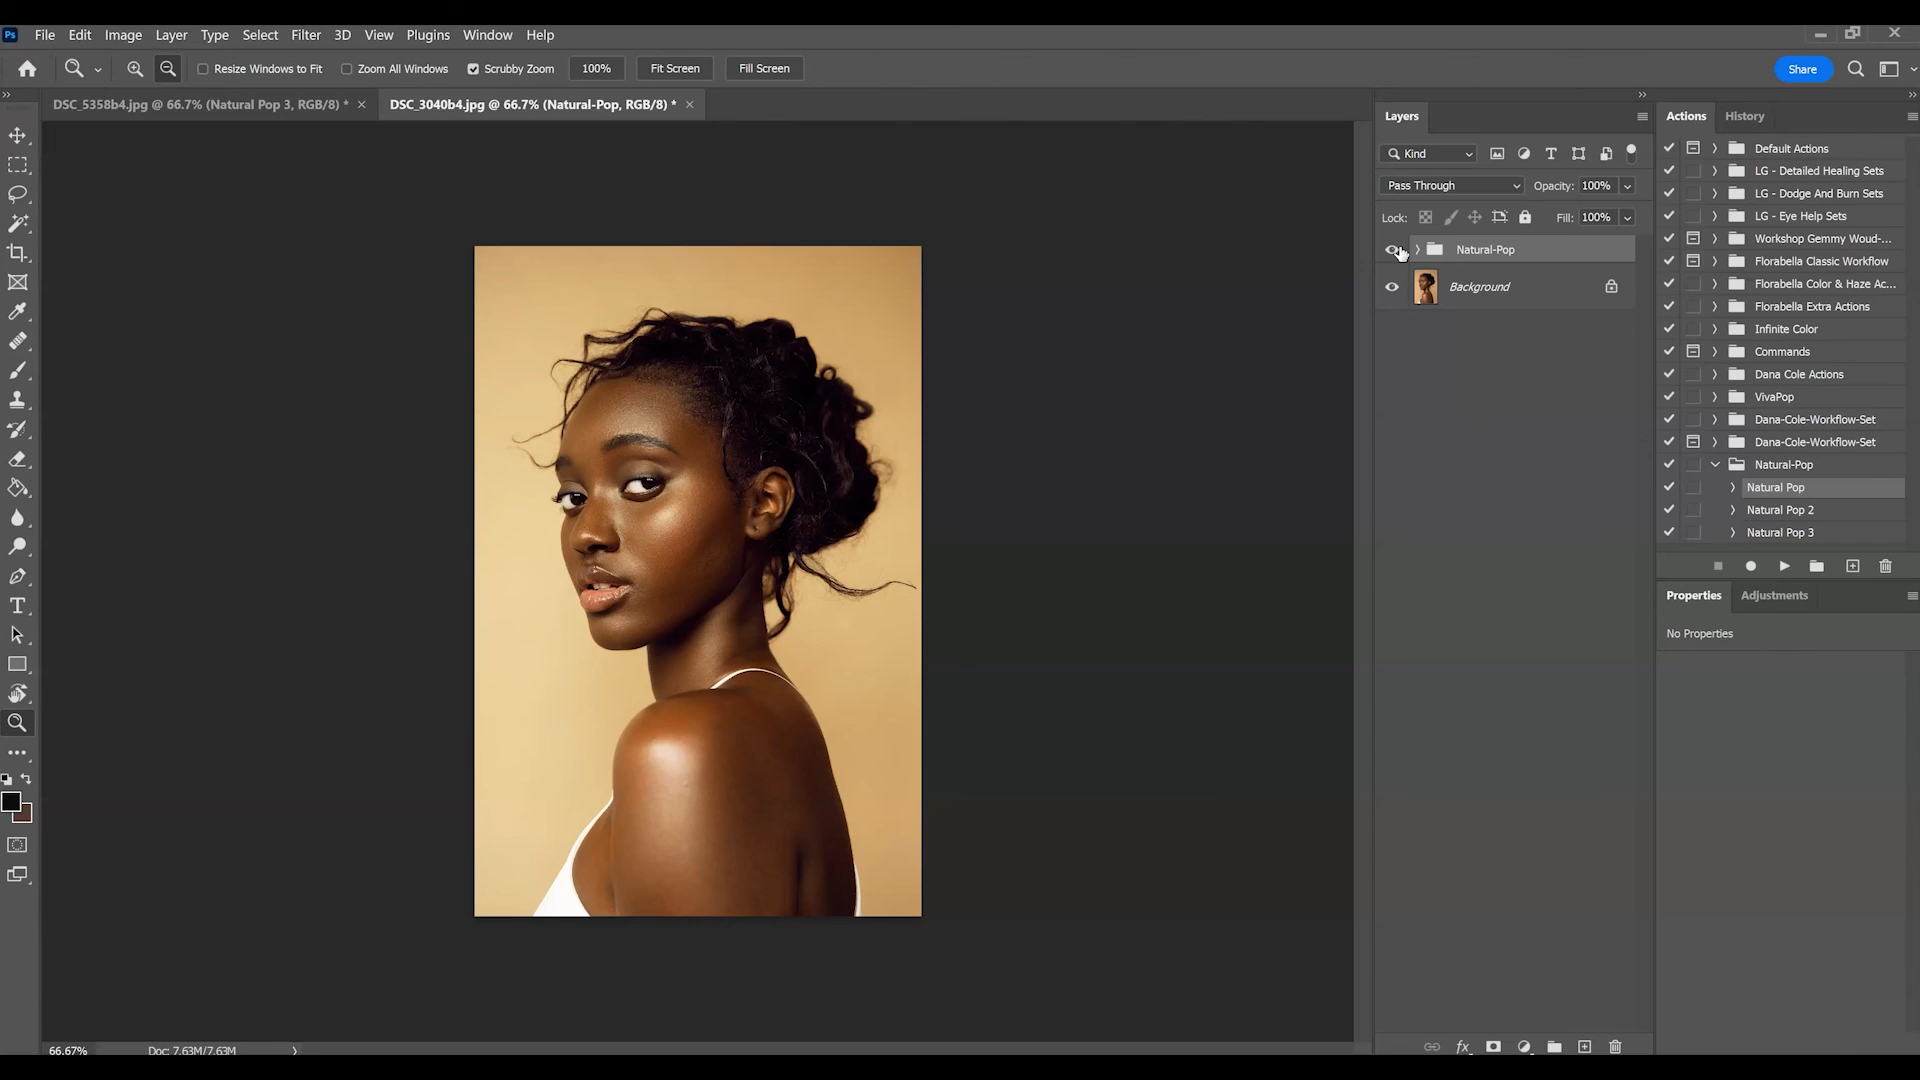 Ps File Edit Image Layer Type Select Filter 3D View Plugins Window Help
Resize Windows to Fit Zoom All Windows Scrubby Zoom 100% Fit Screen Fill Screen Share
DSC_5358b4.jpg @ 66.7% (Natural Pop 3, RGB/8) * DSC_3040b4.jpg @ 66.7% (Natural-Pop, RGB/8) *
Layers
Kind
Pass Through Opacity: 100%
Lock: Fill: 100%
Natural-Pop
Background
Actions History
Default Actions
LG - Detailed Healing Sets
LG - Dodge And Burn Sets
LG - Eye Help Sets
Workshop Gemmy Woud-...
Florabella Classic Workflow
Florabella Color & Haze Ac...
Florabella Extra Actions
Infinite Color
Commands
Dana Cole Actions
VivaPop
Dana-Cole-Workflow-Set
Dana-Cole-Workflow-Set
Natural-Pop
Natural Pop
Natural Pop 2
Natural Pop 3
Properties Adjustments
No Properties
66.67% Doc: 7.63M/7.63M
fx